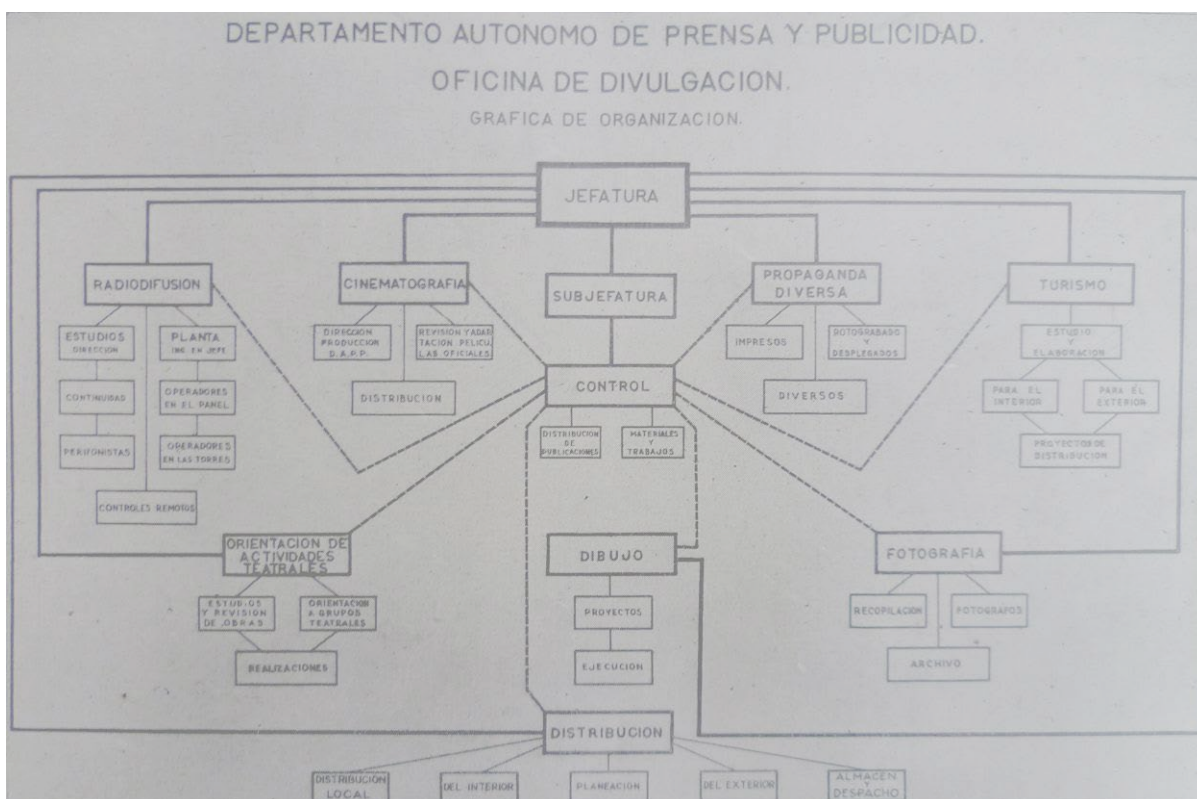 DEPARTAMENTO AUTONOMO DE PRENSA Y PUBLICIDAD.
OFICINA DE DIVULGACION.
GRAFICA DE ORGANIZACION.
JEFATURA
RADIODIFUSION
CINEMATOGRAFIA
SUBJEFATURA
PROPAGANDA
DIVERSA
TURISMO
ESTUDIOS
DIRECCION
PLANTA
ING. EN JEFE
DIRECCION
PRODUCCION
D.A.P.P.
REVISION Y ADAP
TACION PELICU
LAS OFICIALES
IMPRESOS
ROTOGRABADO
Y
DESPLEGADOS
ESTUDIO
Y
ELABORACION
CONTINUIDAD
OPERADORES
EN EL PANEL
DISTRIBUCION
CONTROL
DIVERSOS
PARA EL
INTERIOR
PARA EL
EXTERIOR
PERIFONISTAS
OPERADORES
EN LAS TORRES
DISTRIBUCION
DE
PUBLICACIONES
MATERIALES
Y
TRABAJOS
PROYECTOS DE
DISTRIBUCION
CONTROLES REMOTOS
ORIENTACION DE
ACTIVIDADES
TEATRALES
DIBUJO
FOTOGRAFIA
ESTUDIOS
Y REVISION
DE OBRAS
ORIENTACION
A GRUPOS
TEATRALES
PROYECTOS
RECOPILACION
FOTOGRAFOS
REALIZACIONES
EJECUCION
ARCHIVO
DISTRIBUCION
DISTRIBUCION
LOCAL
DEL INTERIOR
PLANEACION
DEL EXTERIOR
ALMACEN
Y
DESPACHO